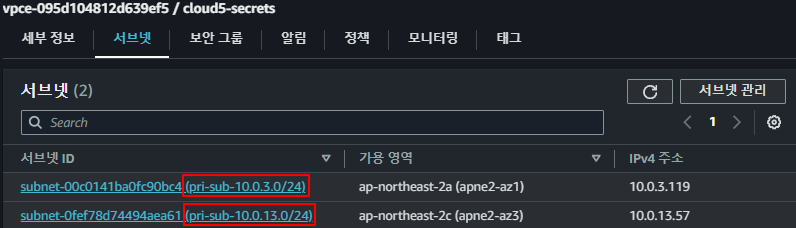 vpce-095d104812d639ef5 / cloud5-secrets
세부 정보 서브넷 보안 그룹 알림 정책 모니터링 태그
서브넷 (2)
서브넷 관리
Search
1
서브넷 ID 가용 영역 IPv4 주소
subnet-00c0141ba0fc90bc4 (pri-sub-10.0.3.0/24) ap-northeast-2a (apne2-az1) 10.0.3.119
subnet-0fef78d74494aea61 (pri-sub-10.0.13.0/24) ap-northeast-2c (apne2-az3) 10.0.13.57